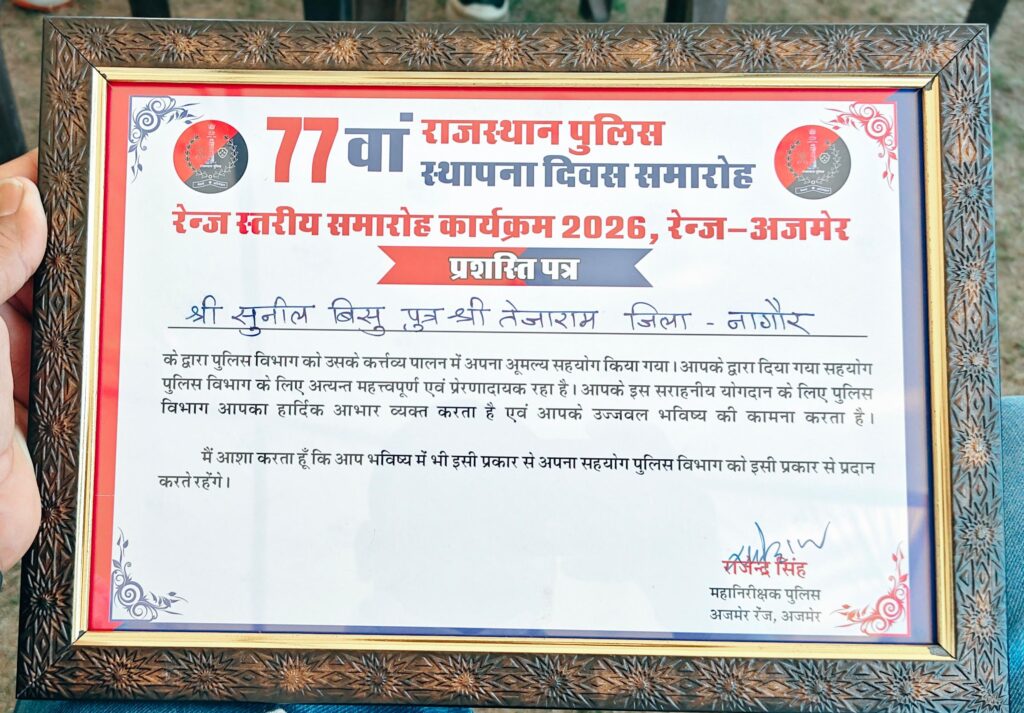 77वां राजस्थान पुलिस
स्थापना दिवस समारोह
रेन्ज स्तरीय समारोह कार्यक्रम 2026, रेन्ज-अजमेर
प्रशस्ति पत्र
श्री सुनील बिसु पुत्र श्री तेजाराम जिला - नागौर
के द्वारा पुलिस विभाग को उसके कर्त्तव्य पालन में अपना अूमल्य सहयोग किया गया। आपके द्वारा दिया गया सहयोग
पुलिस विभाग के लिए अत्यन्त महत्त्वपूर्ण एवं प्रेरणादायक रहा है। आपके इस सराहनीय योगदान के लिए पुलिस
विभाग आपका हार्दिक आभार व्यक्त करता है एवं आपके उज्जवल भविष्य की कामना करता है।
मैं आशा करता हूँ कि आप भविष्य में भी इसी प्रकार से अपना सहयोग पुलिस विभाग को इसी प्रकार से प्रदान
करते रहेंगे।
राजेन्द्र सिंह
महानिरीक्षक पुलिस
अजमेर रेंज, अजमेर